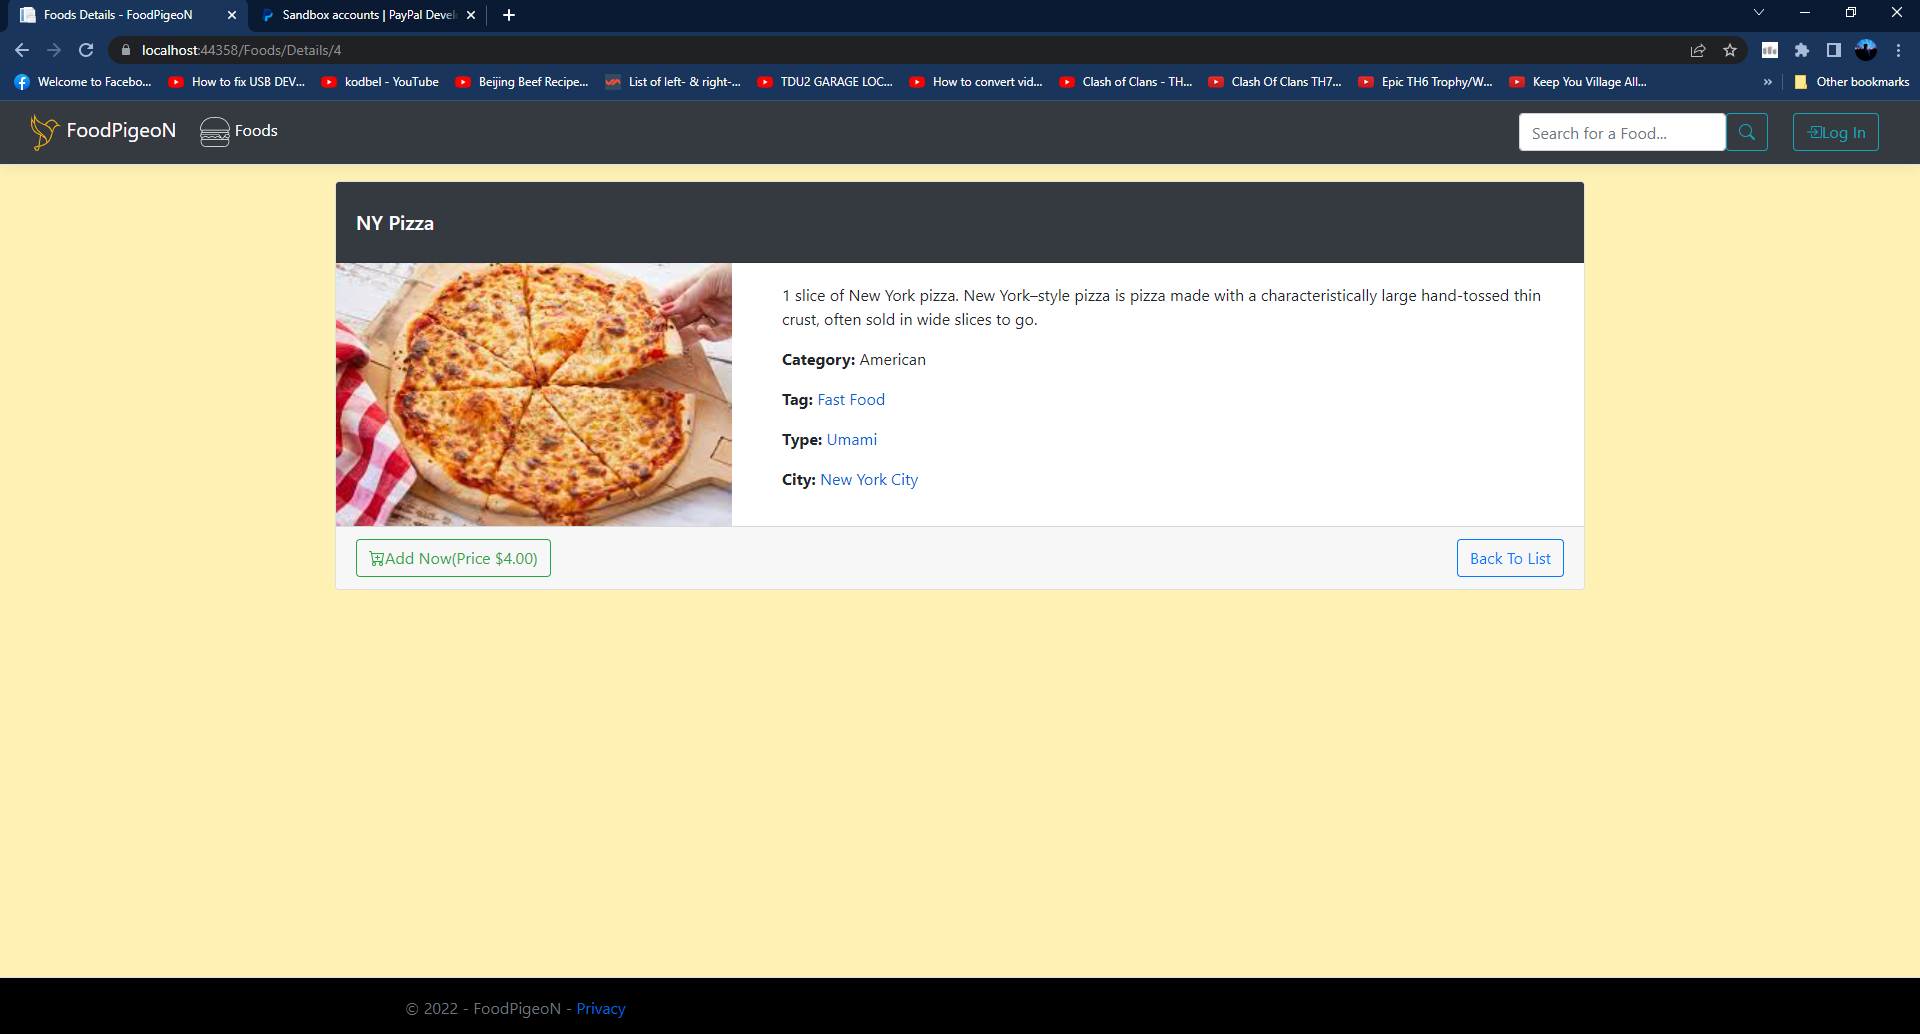 Foods Details - FoodPigeoN
Sandbox accounts | PayPal Devel
localhost:44358/Foods/Details/4
Welcome to Facebo...
How to fix USB DEV...
kodbel - YouTube
Beijing Beef Recipe...
List of left- & right-...
TDU2 GARAGE LOC...
How to convert vid...
Clash of Clans - TH...
Clash Of Clans TH7...
Epic TH6 Trophy/W...
Keep You Village All...
»
Other bookmarks
FoodPigeoN
Foods
Search for a Food...
Log In
NY Pizza
1 slice of New York pizza. New York–style pizza is pizza made with a characteristically large hand-tossed thin
crust, often sold in wide slices to go.
Category: American
Tag: Fast Food
Type: Umami
City: New York City
Add Now(Price $4.00)
Back To List
© 2022 - FoodPigeoN - Privacy